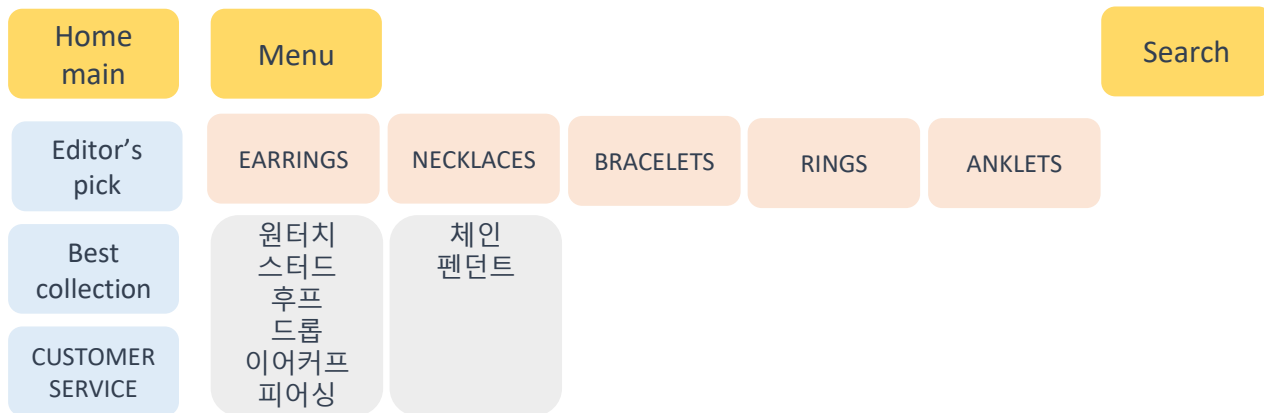 Home
main
Menu
Search
Editor's
pick
EARRINGS
NECKLACES
BRACELETS
RINGS
ANKLETS
Best
collection
CUSTOMER
SERVICE
원터치
스터드
후프
드롭
이어커프
피어싱
체인
펜던트